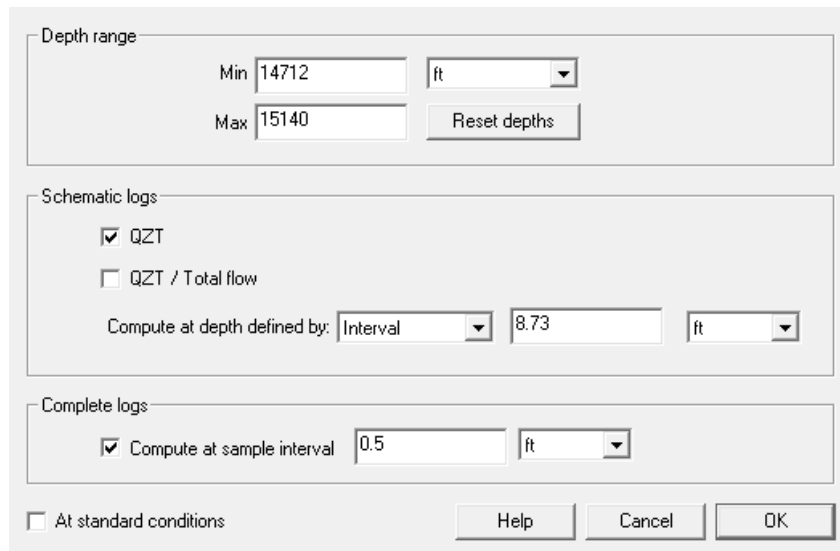 Depth range
Min 14712 ft
Max 15140 Reset depths
Schematic logs
QZT
QZT / Total flow
Compute at depth defined by: Interval 8.73 ft
Complete logs
Compute at sample interval 0.5 ft
At standard conditions Help Cancel OK